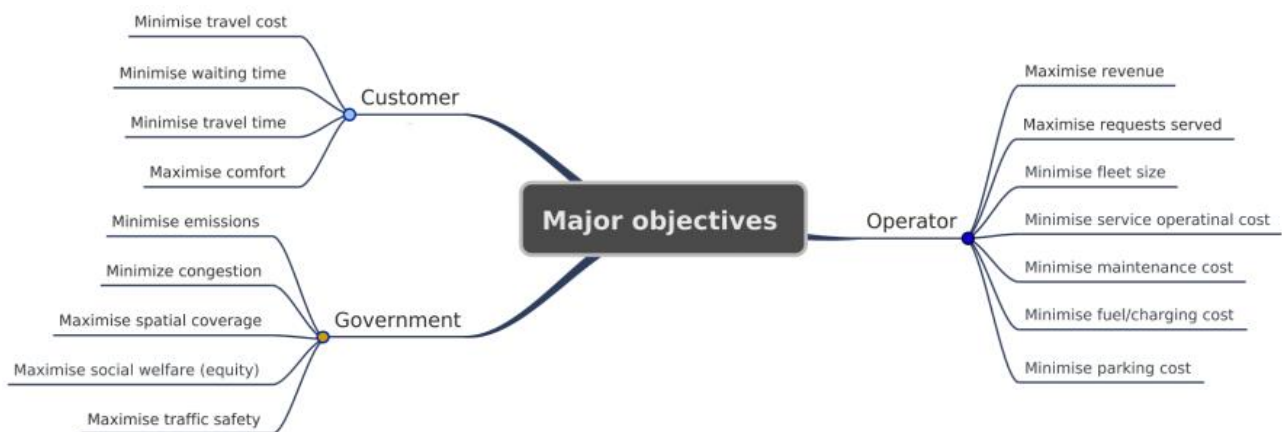 Major objectives
Customer
Minimise travel cost
Minimise waiting time
Minimise travel time
Maximise comfort
Government
Minimise emissions
Minimize congestion
Maximise spatial coverage
Maximise social welfare (equity)
Maximise traffic safety
Operator
Maximise revenue
Maximise requests served
Minimise fleet size
Minimise service operatinal cost
Minimise maintenance cost
Minimise fuel/charging cost
Minimise parking cost